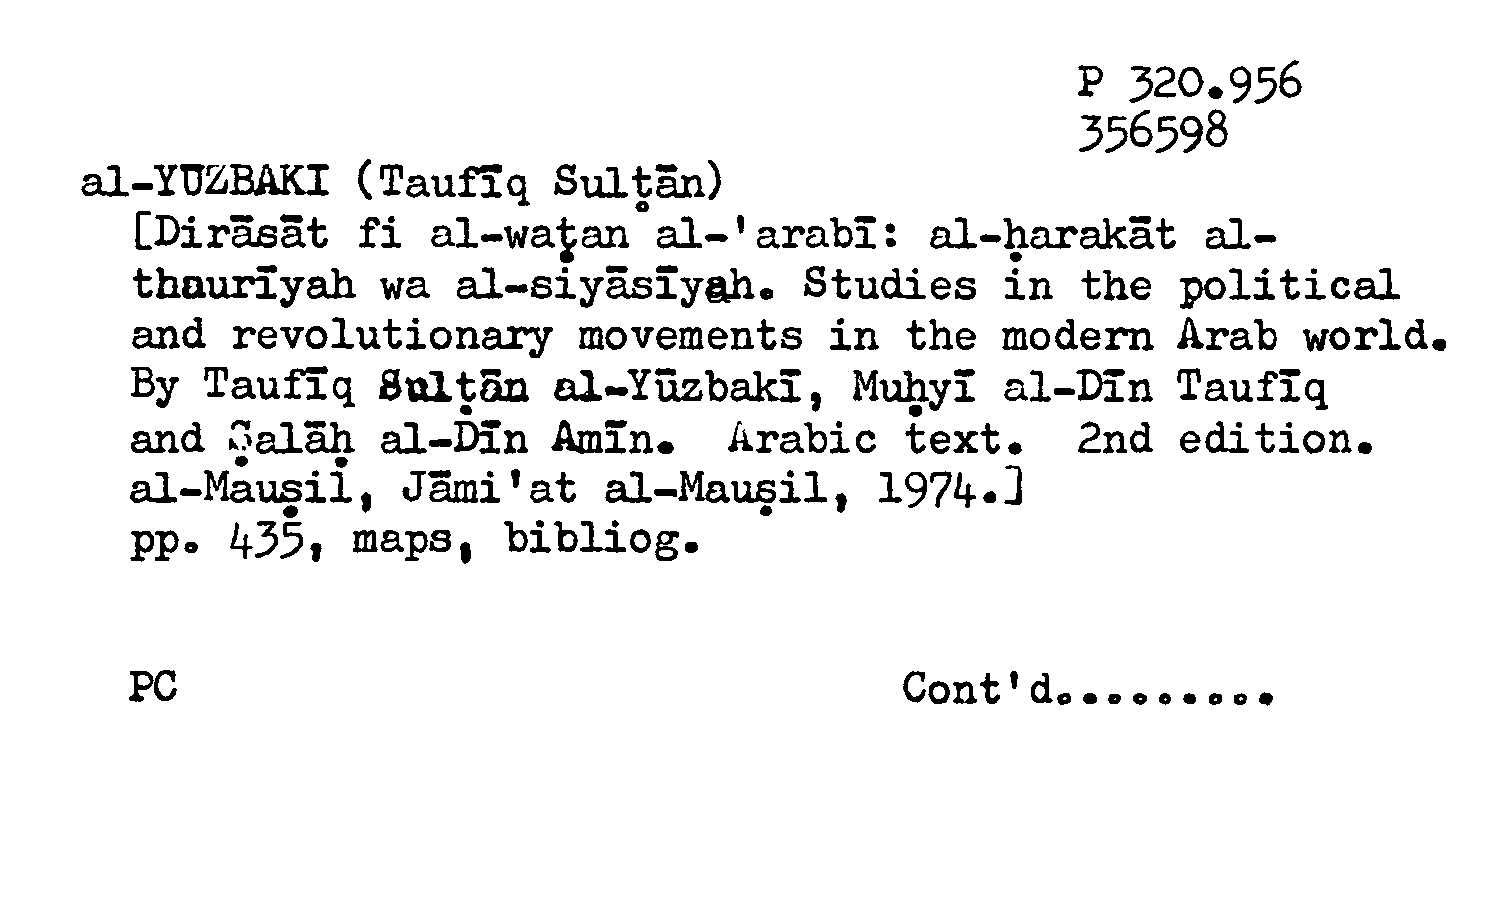 P 320.956
356598
al-YŪZBAKĪ (Taufīq Sulṭān)
[Dirāsāt fi al-waṭan al-'arabī: al-ḥarakāt al-
thaurīyah wa al-siyāsīyah. Studies in the political
and revolutionary movements in the modern Arab world.
By Taufīq Sulṭān al-Yūzbakī, Muḥyī al-Dīn Taufīq
and Ṣalāḥ al-Dīn Amīn. Arabic text. 2nd edition.
al-Mauṣil, Jāmi'at al-Mauṣil, 1974.]
pp. 435, maps, bibliog.
PC Cont'd.........